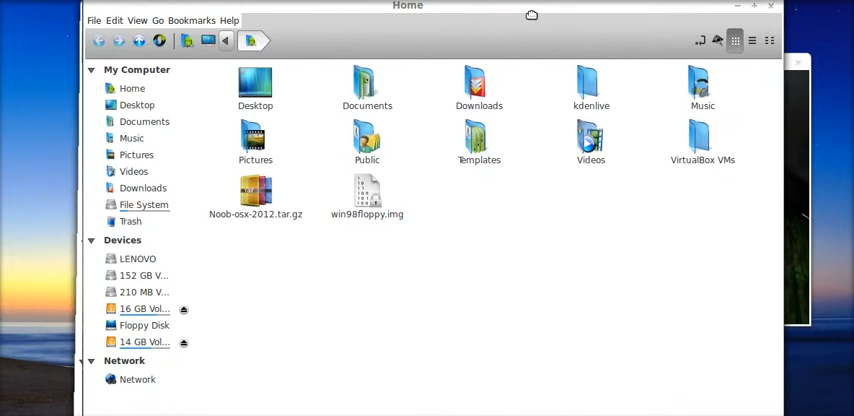 Home
File Edit View Go Bookmarks Help
My Computer
Home
Desktop
Documents
Music
Pictures
Videos
Downloads
File System
Trash
Devices
LENOVO
152 GB V...
210 MB V...
16 GB Vol...
Floppy Disk
14 GB Vol...
Network
Network
Desktop Documents Downloads kdenlive Music
Pictures Public Templates Videos VirtualBox VMs
Noob-osx-2012.tar.gz win98floppy.img